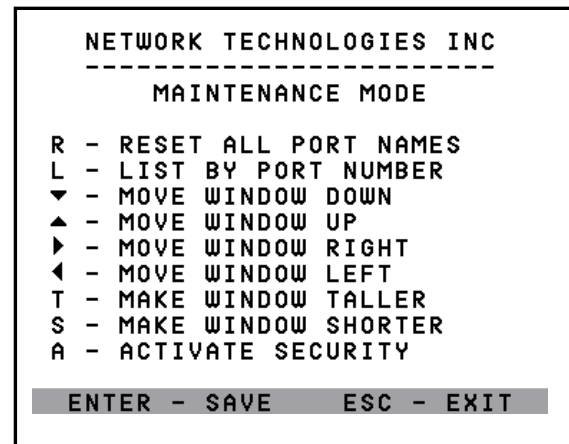 NETWORK TECHNOLOGIES INC
------------------------
MAINTENANCE MODE
R – RESET ALL PORT NAMES
L – LIST BY PORT NUMBER
▼ – MOVE WINDOW DOWN
▲ – MOVE WINDOW UP
▶ – MOVE WINDOW RIGHT
◀ – MOVE WINDOW LEFT
T – MAKE WINDOW TALLER
S – MAKE WINDOW SHORTER
A – ACTIVATE SECURITY
ENTER – SAVE ESC – EXIT